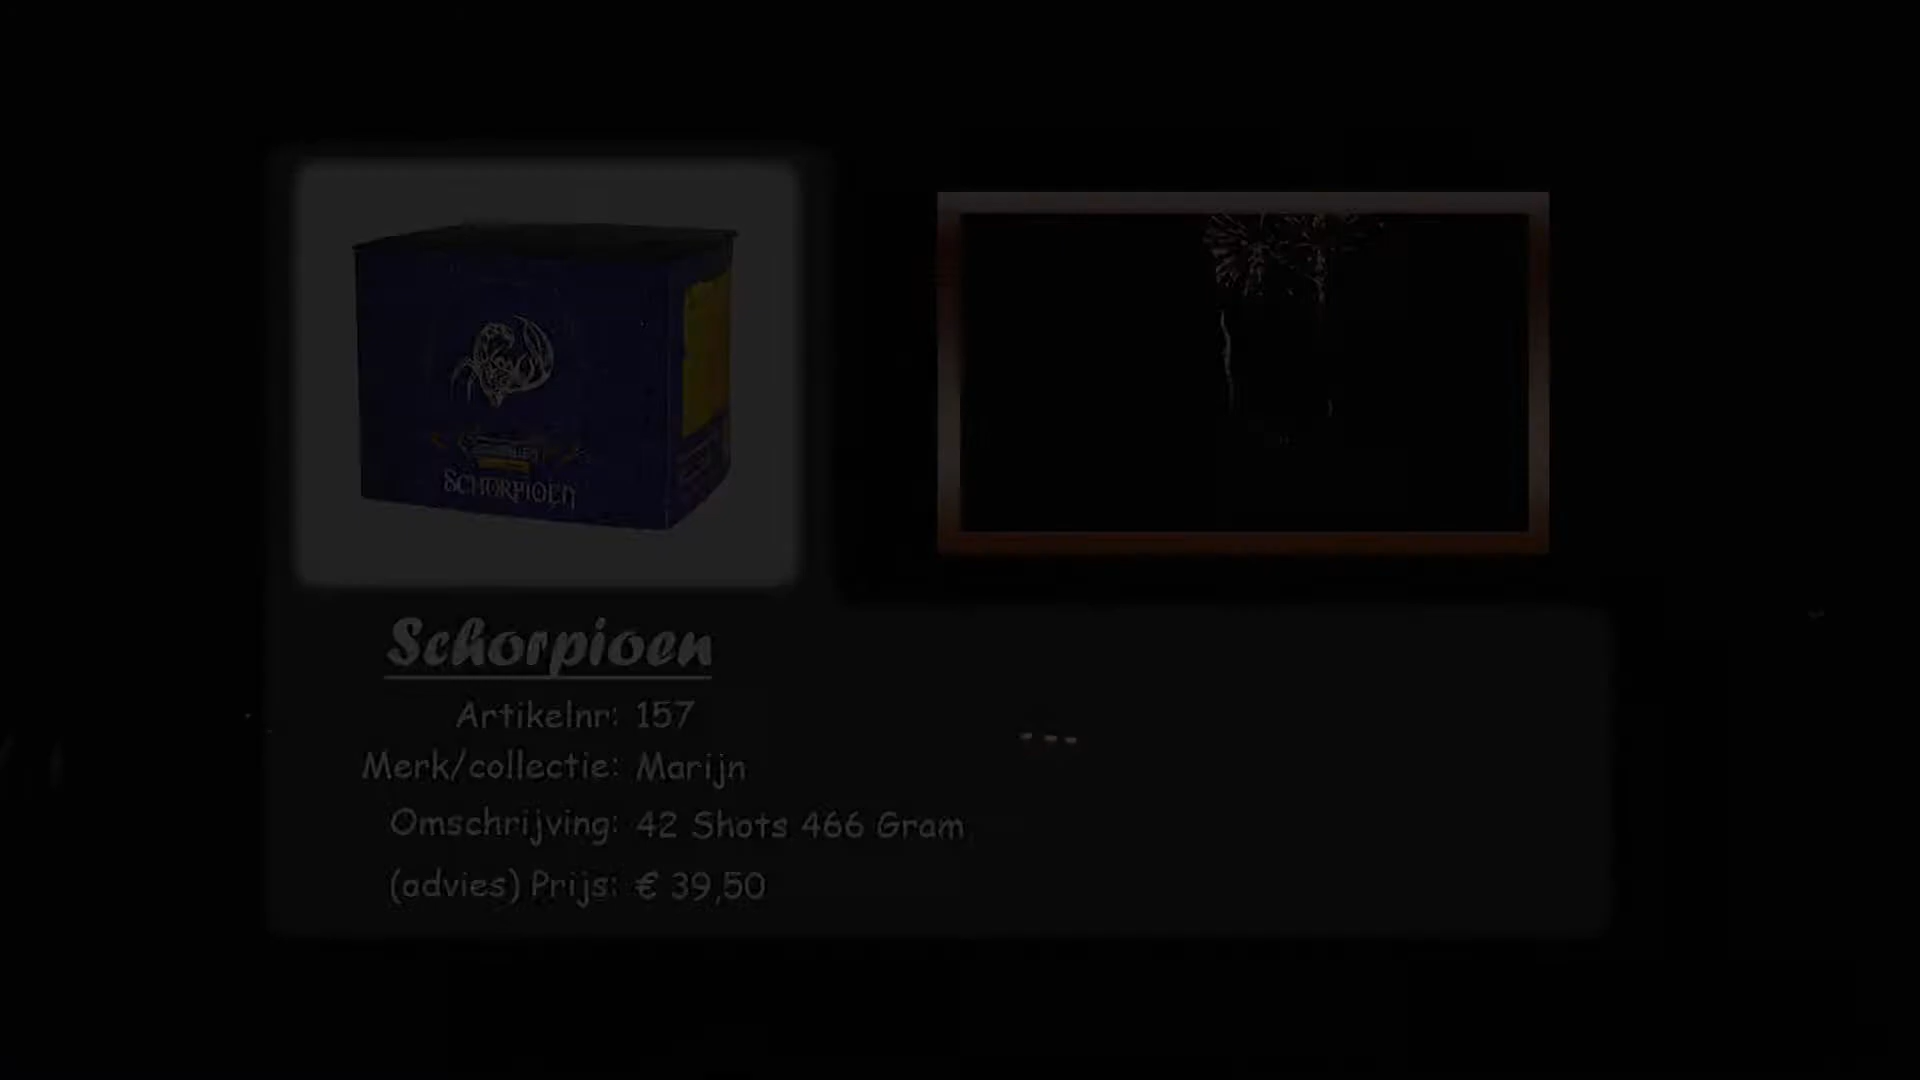 SCHORPIOEN
Schorpioen
Artikelnr: 157
Merk/collectie: Marijn
Omschrijving: 42 Shots 466 Gram
(advies) Prijs: € 39,50